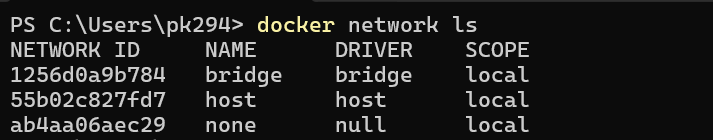 PS C:\Users\pk294> docker network ls
NETWORK ID     NAME      DRIVER    SCOPE
1256d0a9b784   bridge    bridge    local
55b02c827fd7   host      host      local
ab4aa06aec29   none      null      local